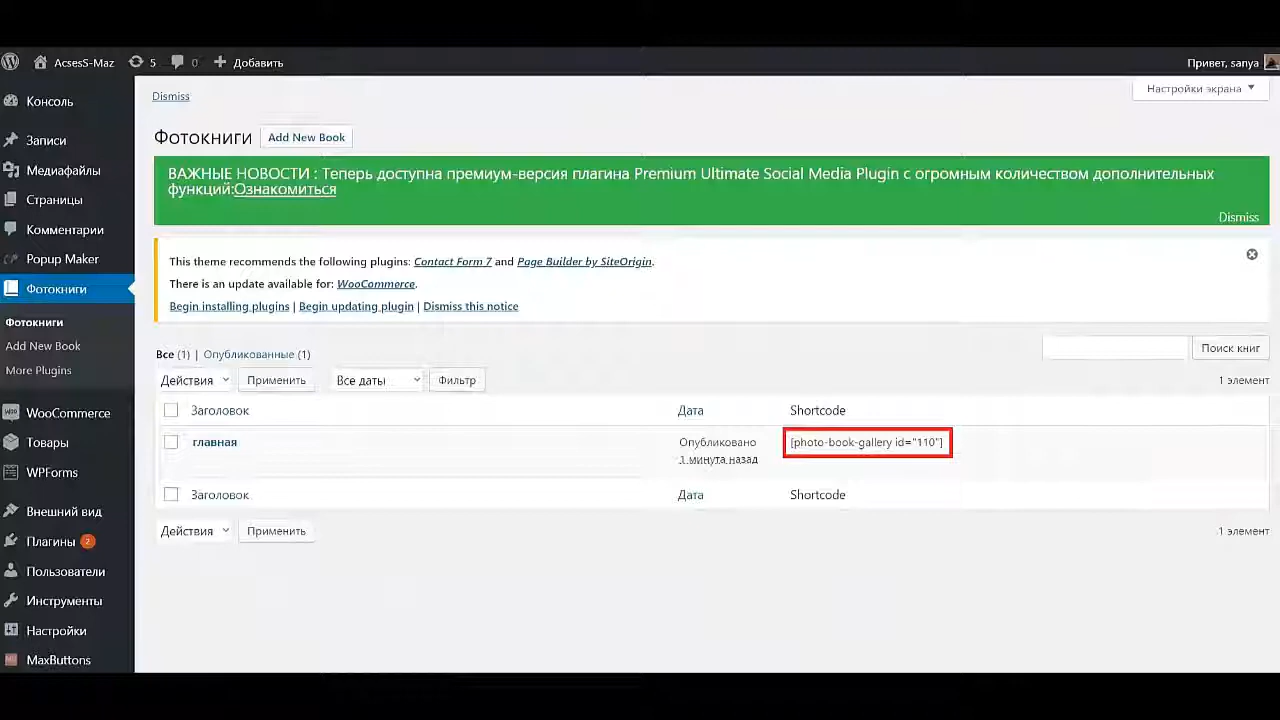 AcsesS-Maz 5 0 Добавить Привет, sanya
Консоль
Записи
Медиафайлы
Страницы
Комментарии
Popup Maker
Фотокниги
Фотокниги
Add New Book
More Plugins
WooCommerce
Товары
WPForms
Внешний вид
Плагины 2
Пользователи
Инструменты
Настройки
MaxButtons
Dismiss
Настройки экрана
Фотокниги Add New Book
ВАЖНЫЕ НОВОСТИ : Теперь доступна премиум-версия плагина Premium Ultimate Social Media Plugin с огромным количеством дополнительных
функций:Ознакомиться
Dismiss
This theme recommends the following plugins: Contact Form 7 and Page Builder by SiteOrigin.
There is an update available for: WooCommerce.
Begin installing plugins | Begin updating plugin | Dismiss this notice
Все (1) | Опубликованные (1)
Поиск книг
Действия Применить Все даты Фильтр 1 элемент
Заголовок Дата Shortcode
главная Опубликовано [photo-book-gallery id="110"]
1 минута назад
Заголовок Дата Shortcode
Действия Применить 1 элемент